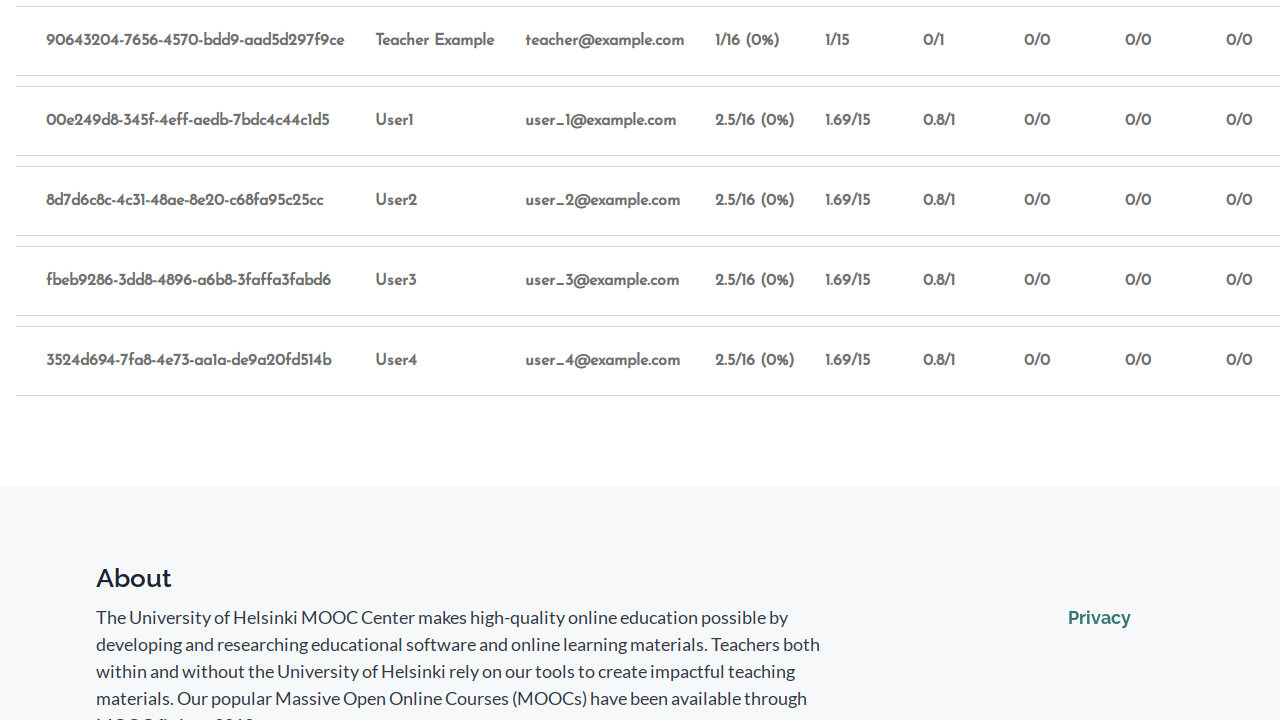 90643204-7656-4570-bdd9-aad5d297f9ce Teacher Example teacher@example.com 1/16 (0%) 1/15 0/1 0/0 0/0 0/0
00e249d8-345f-4eff-aedb-7bdc4c44c1d5 User1 user_1@example.com 2.5/16 (0%) 1.69/15 0.8/1 0/0 0/0 0/0
8d7d6c8c-4c31-48ae-8e20-c68fa95c25cc User2 user_2@example.com 2.5/16 (0%) 1.69/15 0.8/1 0/0 0/0 0/0
fbeb9286-3dd8-4896-a6b8-3faffa3fabd6 User3 user_3@example.com 2.5/16 (0%) 1.69/15 0.8/1 0/0 0/0 0/0
3524d694-7fa8-4e73-aa1a-de9a20fd514b User4 user_4@example.com 2.5/16 (0%) 1.69/15 0.8/1 0/0 0/0 0/0
About
The University of Helsinki MOOC Center makes high-quality online education possible by
developing and researching educational software and online learning materials. Teachers both
within and without the University of Helsinki rely on our tools to create impactful teaching
materials. Our popular Massive Open Online Courses (MOOCs) have been available through
Privacy